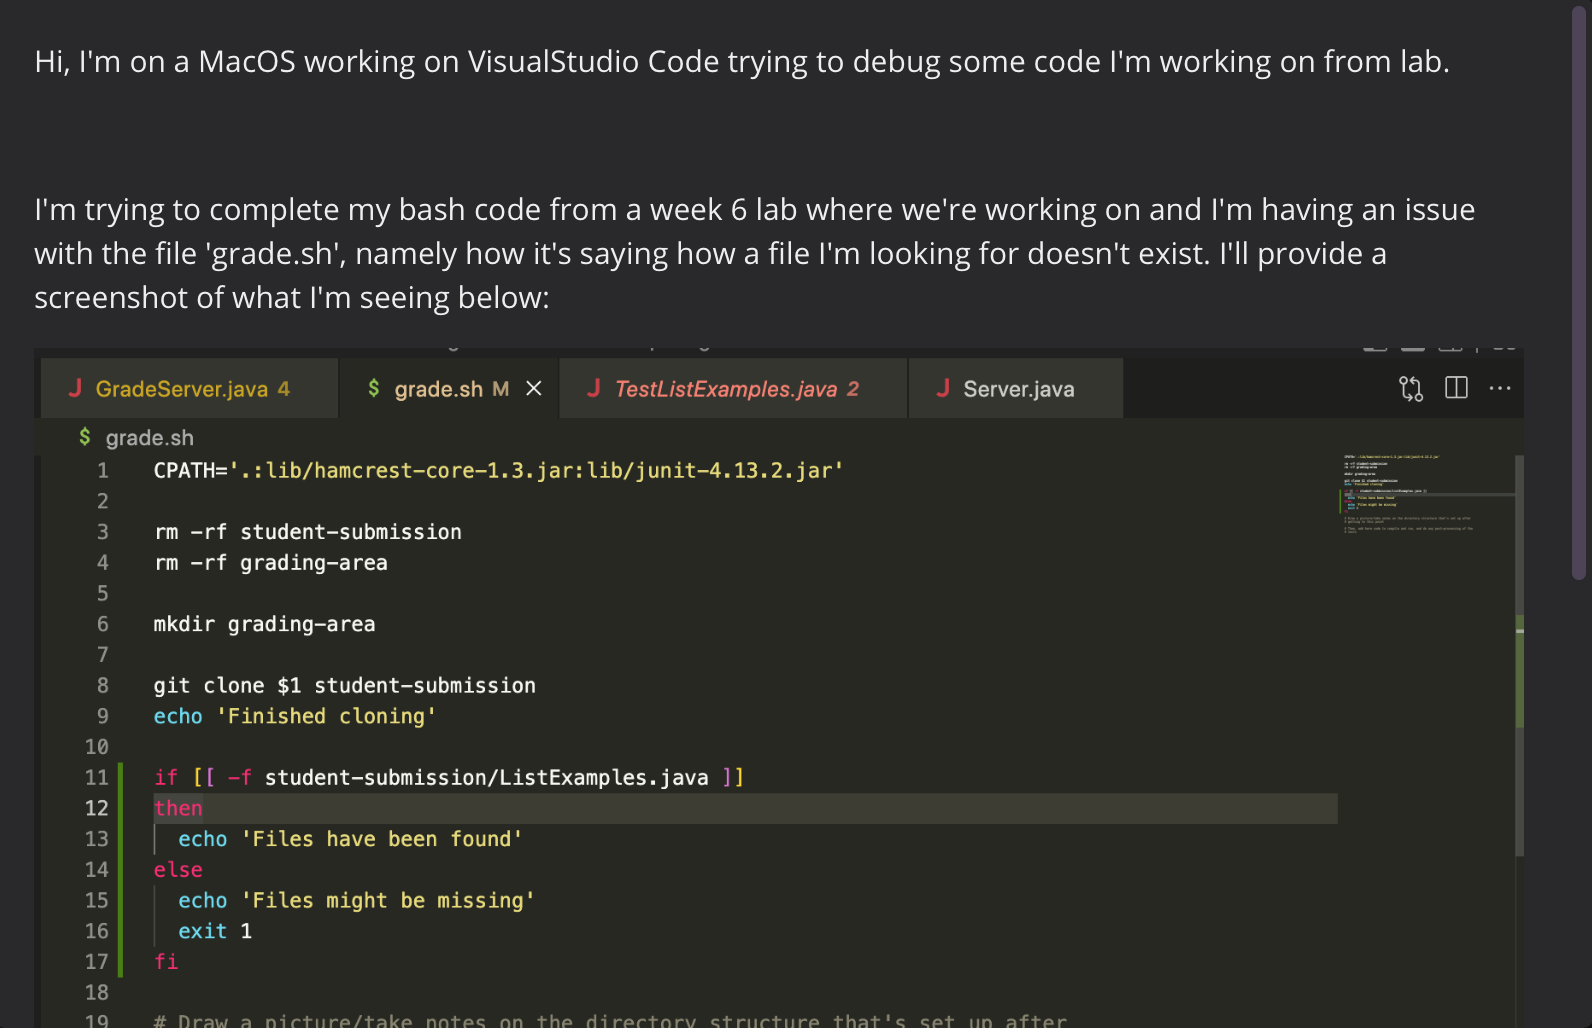 Hi, I'm on a MacOS working on VisualStudio Code trying to debug some code I'm working on from lab.
I'm trying to complete my bash code from a week 6 lab where we're working on and I'm having an issue
with the file 'grade.sh', namely how it's saying how a file I'm looking for doesn't exist. I'll provide a
screenshot of what I'm seeing below:
J GradeServer.java 4 $ grade.sh M × J TestListExamples.java 2 J Server.java ...
$ grade.sh
1 CPATH='.:lib/hamcrest-core-1.3.jar:lib/junit-4.13.2.jar'
2
3 rm -rf student-submission
4 rm -rf grading-area
5
6 mkdir grading-area
7
8 git clone $1 student-submission
9 echo 'Finished cloning'
10
11 if [[ -f student-submission/ListExamples.java ]]
12 then
13 echo 'Files have been found'
14 else
15 echo 'Files might be missing'
16 exit 1
17 fi
18
19 # Draw a picture/take notes on the directory structure that's set up after